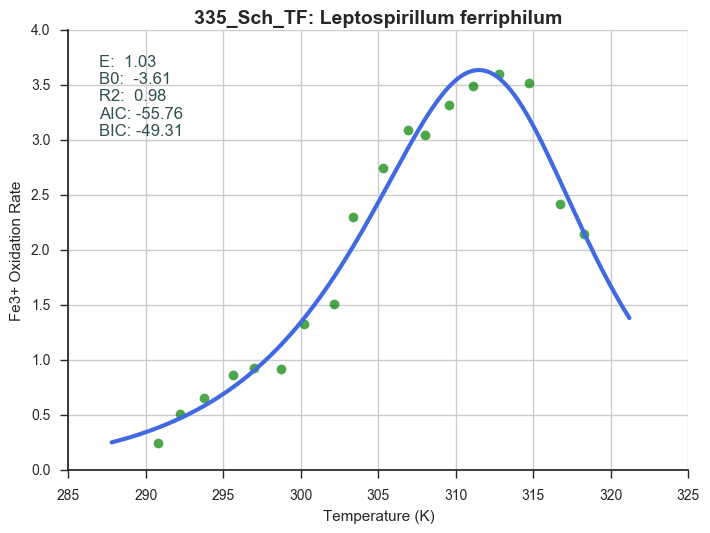 335_Sch_TF: Leptospirillum ferriphilum
4.0
E:  1.03
B0:  -3.61
R2:  0.98
AIC: -55.76
BIC: -49.31
3.5
3.0
2.5
2.0
1.5
1.0
0.5
0.0
Fe3+ Oxidation Rate
285 290 295 300 305 310 315 320 325
Temperature (K)